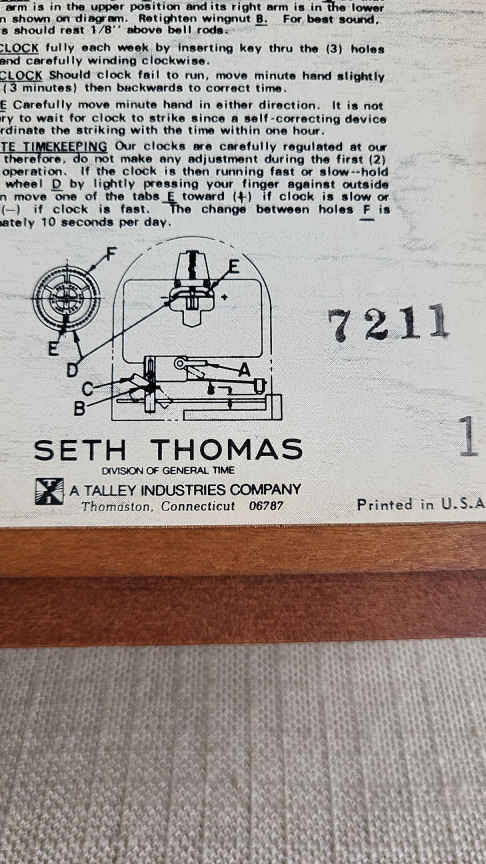 arm is in the upper position and its right arm is in the lower
n shown on diagram. Retighten wingnut B. For best sound,
s should rest 1/8'' above bell rods.
CLOCK fully each week by inserting key thru the (3) holes
and carefully winding clockwise.
CLOCK Should clock fail to run, move minute hand slightly
(3 minutes) then backwards to correct time.
E Carefully move minute hand in either direction. It is not
ry to wait for clock to strike since a self-correcting device
rdinate the striking with the time within one hour.
TE TIMEKEEPING Our clocks are carefully regulated at our
therefore, do not make any adjustment during the first (2)
operation. If the clock is then running fast or slow--hold
wheel D by lightly pressing your finger against outside
n move one of the tabs E toward (+) if clock is slow or
(—) if clock is fast. The change between holes F is
ately 10 seconds per day.
F
E
E
D
A
C
B
7211
1
SETH THOMAS
DIVISION OF GENERAL TIME
A TALLEY INDUSTRIES COMPANY
Thomaston, Connecticut 06787
Printed in U.S.A